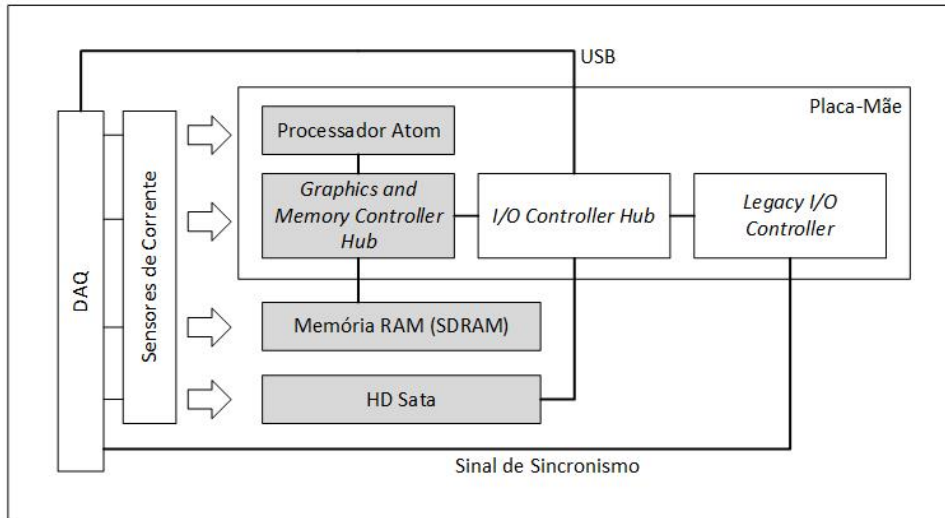 USB
Placa-Mãe
Processador Atom
Graphics and
Memory Controller
Hub
I/O Controller Hub
Legacy I/O
Controller
DAQ
Sensores de Corrente
Memória RAM (SDRAM)
HD Sata
Sinal de Sincronismo